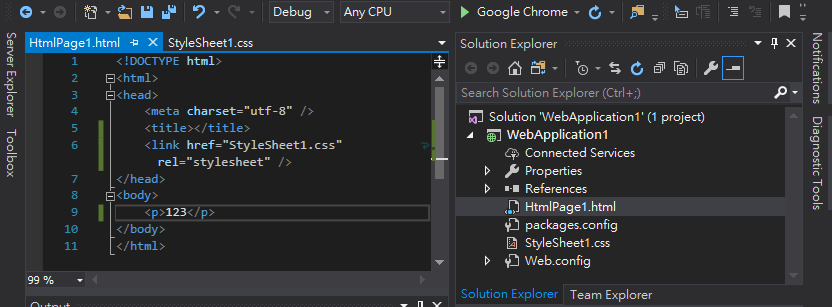 Debug Any CPU Google Chrome
Server Explorer
Toolbox
HtmlPage1.html StyleSheet1.css
1 <!DOCTYPE html>
2 <html>
3 <head>
4 <meta charset="utf-8" />
5 <title></title>
6 <link href="StyleSheet1.css"
rel="stylesheet" />
7 </head>
8 <body>
9 <p>123</p>
10 </body>
11 </html>
99 %
Output
Solution Explorer
Search Solution Explorer (Ctrl+;)
Solution 'WebApplication1' (1 project)
WebApplication1
Connected Services
Properties
References
HtmlPage1.html
packages.config
StyleSheet1.css
Web.config
Solution Explorer Team Explorer
Notifications
Diagnostic Tools